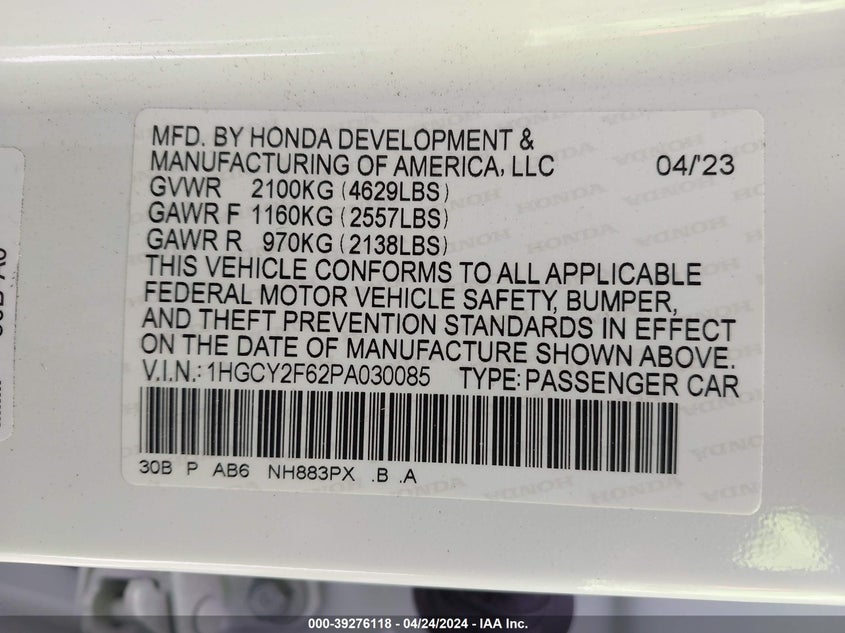 MFD. BY HONDA DEVELOPMENT &
MANUFACTURING OF AMERICA, LLC 04/'23
GVWR 2100KG (4629LBS)
GAWR F 1160KG (2557LBS)
GAWR R 970KG (2138LBS)
THIS VEHICLE CONFORMS TO ALL APPLICABLE
FEDERAL MOTOR VEHICLE SAFETY, BUMPER,
AND THEFT PREVENTION STANDARDS IN EFFECT
ON THE DATE OF MANUFACTURE SHOWN ABOVE.
V.I.N.: 1HGCY2F62PA030085 TYPE: PASSENGER CAR
30B P AB6 NH883PX .B .A
000-39276118 - 04/24/2024 - IAA Inc.